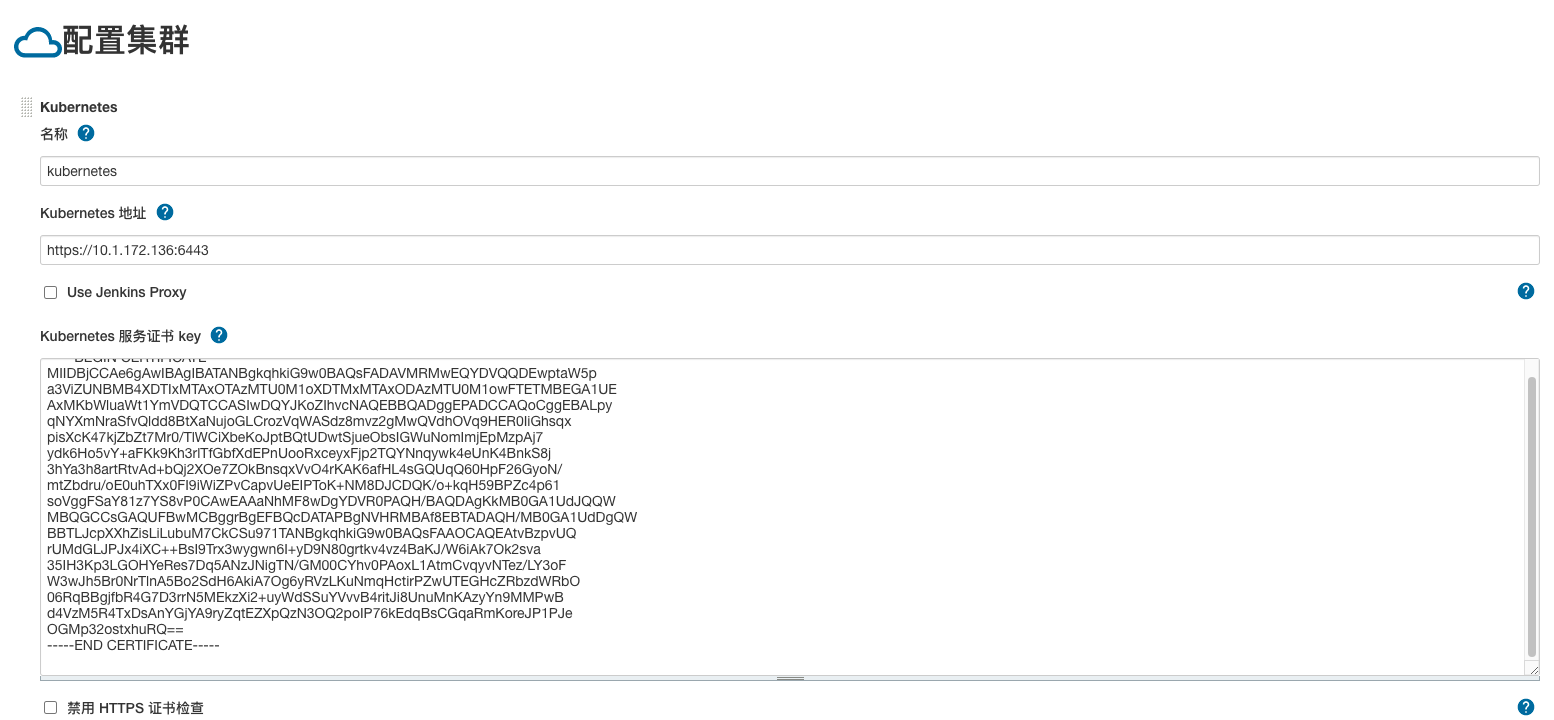 配置集群
Kubernetes
名称
kubernetes
Kubernetes 地址
https://10.1.172.136:6443
Use Jenkins Proxy
Kubernetes 服务证书 key
-----BEGIN CERTIFICATE-----
MIIDBjCCAe6gAwIBAgIBATANBgkqhkiG9w0BAQsFADAVMRMwEQYDVQQDEwptaW5p
a3ViZUNBMB4XDTIxMTAxOTAzMTU0M1oXDTMxMTAxODAzMTU0M1owFTETMBEGA1UE
AxMKbWluaWt1YmVDQTCCASIwDQYJKoZIhvcNAQEBBQADggEPADCCAQoCggEBALpy
qNYXmNraSfvQldd8BtXaNujoGLCrozVqWASdz8mvz2gMwQVdhOVq9HER0liGhsqx
pisXcK47kjZbZt7Mr0/TlWCiXbeKoJptBQtUDwtSjueObsIGWuNomImjEpMzpAj7
ydk6Ho5vY+aFKk9Kh3rlTfGbfXdEPnUooRxceyxFjp2TQYNnqywk4eUnK4BnkS8j
3hYa3h8artRtvAd+bQj2XOe7ZOkBnsqxVvO4rKAK6afHL4sGQUqQ60HpF26GyoN/
mtZbdru/oE0uhTXx0FI9iWiZPvCapvUeEIPToK+NM8DJCDQK/o+kqH59BPZc4p61
soVggFSaY81z7YS8vP0CAwEAAaNhMF8wDgYDVR0PAQH/BAQDAgKkMB0GA1UdJQQW
MBQGCCsGAQUFBwMCBggrBgEFBQcDATAPBgNVHRMBAf8EBTADAQH/MB0GA1UdDgQW
BBTLJcpXXhZisLiLubuM7CkCSu971TANBgkqhkiG9w0BAQsFAAOCAQEAtvBzpvUQ
rUMdGLJPJx4iXC++BsI9Trx3wygwn6I+yD9N80grtkv4vz4BaKJ/W6iAk7Ok2sva
35IH3Kp3LGOHYeRes7Dq5ANzJNigTN/GM00CYhv0PAoxL1AtmCvqyvNTez/LY3oF
W3wJh5Br0NrTlnA5Bo2SdH6AkiA7Og6yRVzLKuNmqHctirPZwUTEGHcZRbzdWRbO
06RqBBgjfbR4G7D3rrN5MEkzXi2+uyWdSSuYVvvB4ritJi8UnuMnKAzyYn9MMPwB
d4VzM5R4TxDsAnYGjYA9ryZqtEZXpQzN3OQ2poIP76kEdqBsCGqaRmKoreJP1PJe
OGMp32ostxhuRQ==
-----END CERTIFICATE-----
禁用 HTTPS 证书检查